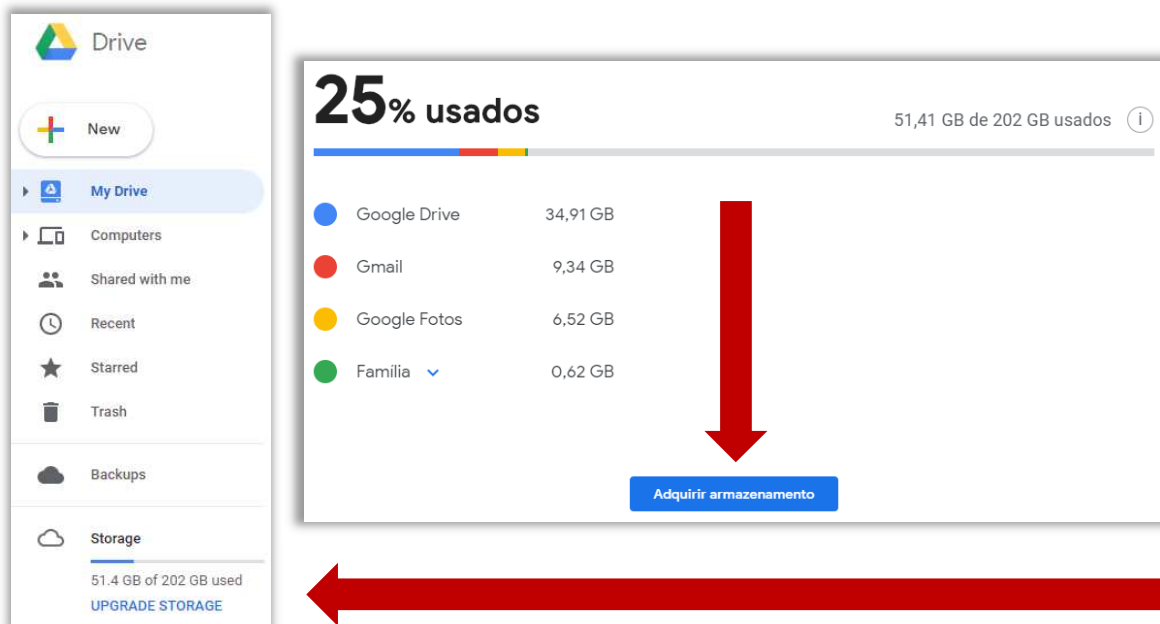 Drive
New
My Drive
Computers
Shared with me
Recent
Starred
Trash
Backups
Storage
51.4 GB of 202 GB used
UPGRADE STORAGE
25% usados
51,41 GB de 202 GB usados
Google Drive 34,91 GB
Gmail 9,34 GB
Google Fotos 6,52 GB
Família 0,62 GB
Adquirir armazenamento